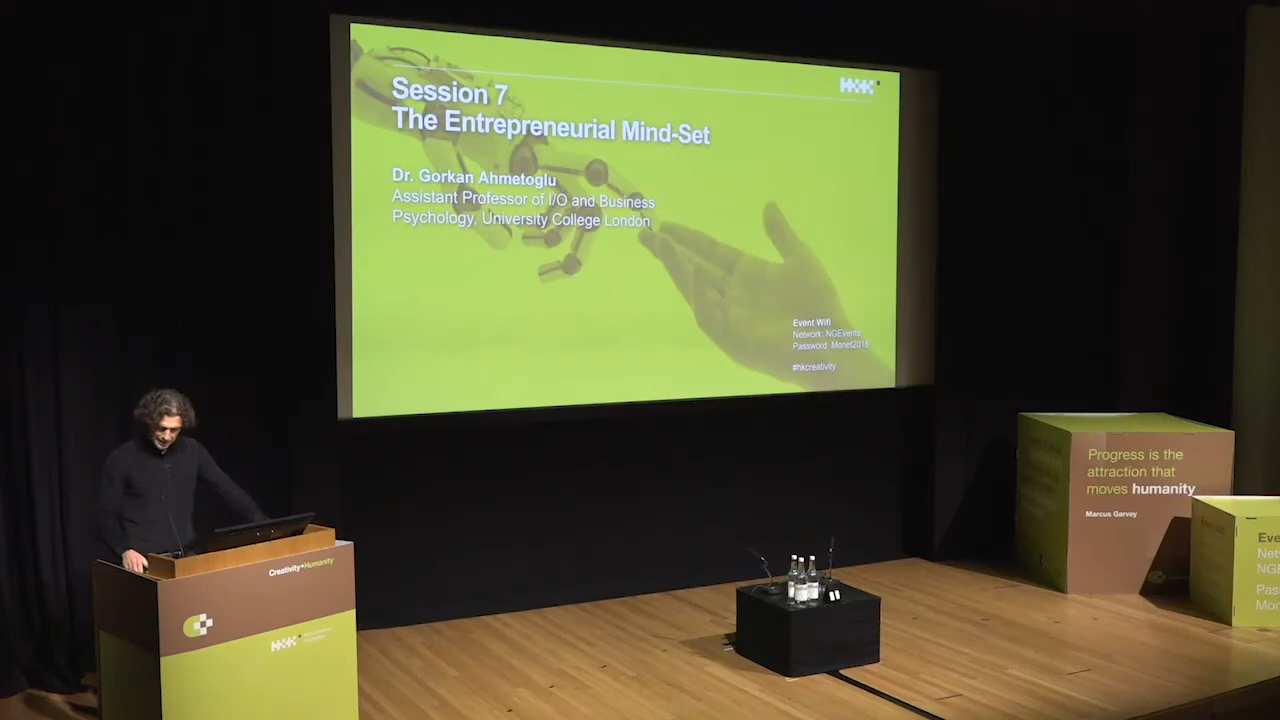 Session 7
The Entrepreneurial Mind-Set
Dr. Gorkan Ahmetoglu
Assistant Professor of I/O and Business
Psychology, University College London
H+K
Event Wifi
Network: NGEvents
Password: Monet2018
#hkcreativity
Progress is the
attraction that
moves humanity
Marcus Garvey
Creativity+Humanity
H+K